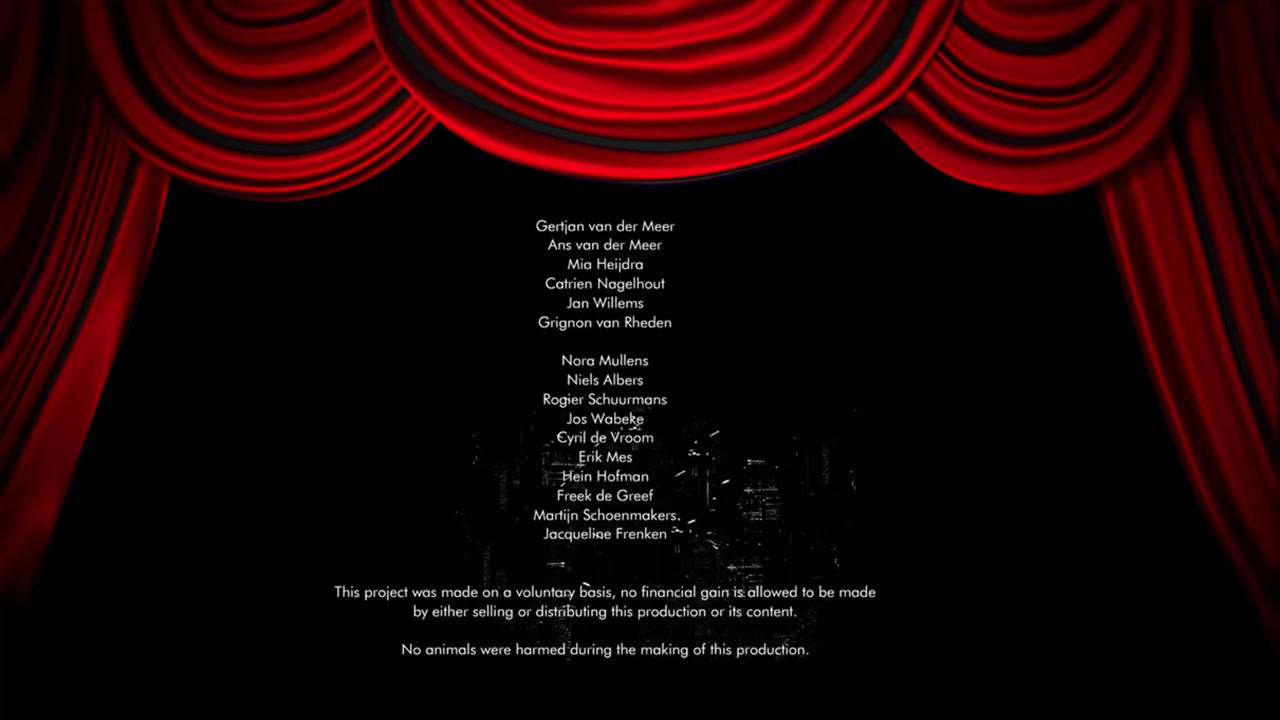 Gertjan van der Meer
Ans van der Meer
Mia Heijdra
Catrien Nagelhout
Jan Willems
Grignon van Rheden
Nora Mullens
Niels Albers
Rogier Schuurmans
Jos Wabeke
Cyril de Vroom
Erik Mes
Hein Hofman
Freek de Greef
Martijn Schoenmakers
Jacqueline Frenken
This project was made on a voluntary basis, no financial gain is allowed to be made
by either selling or distributing this production or its content.
No animals were harmed during the making of this production.